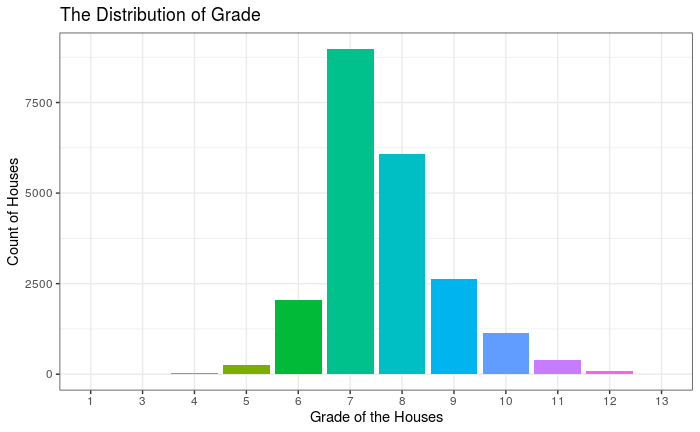 The Distribution of Grade
Count of Houses
7500
5000
2500
0
1 3 4 5 6 7 8 9 10 11 12 13
Grade of the Houses